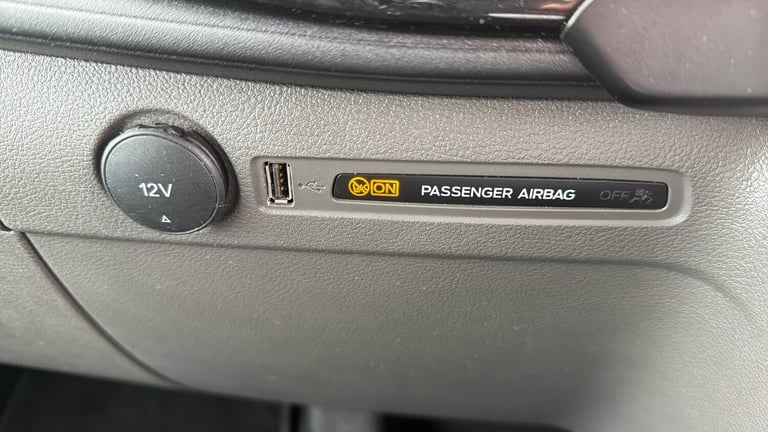 12V
ON PASSENGER AIRBAG OFF